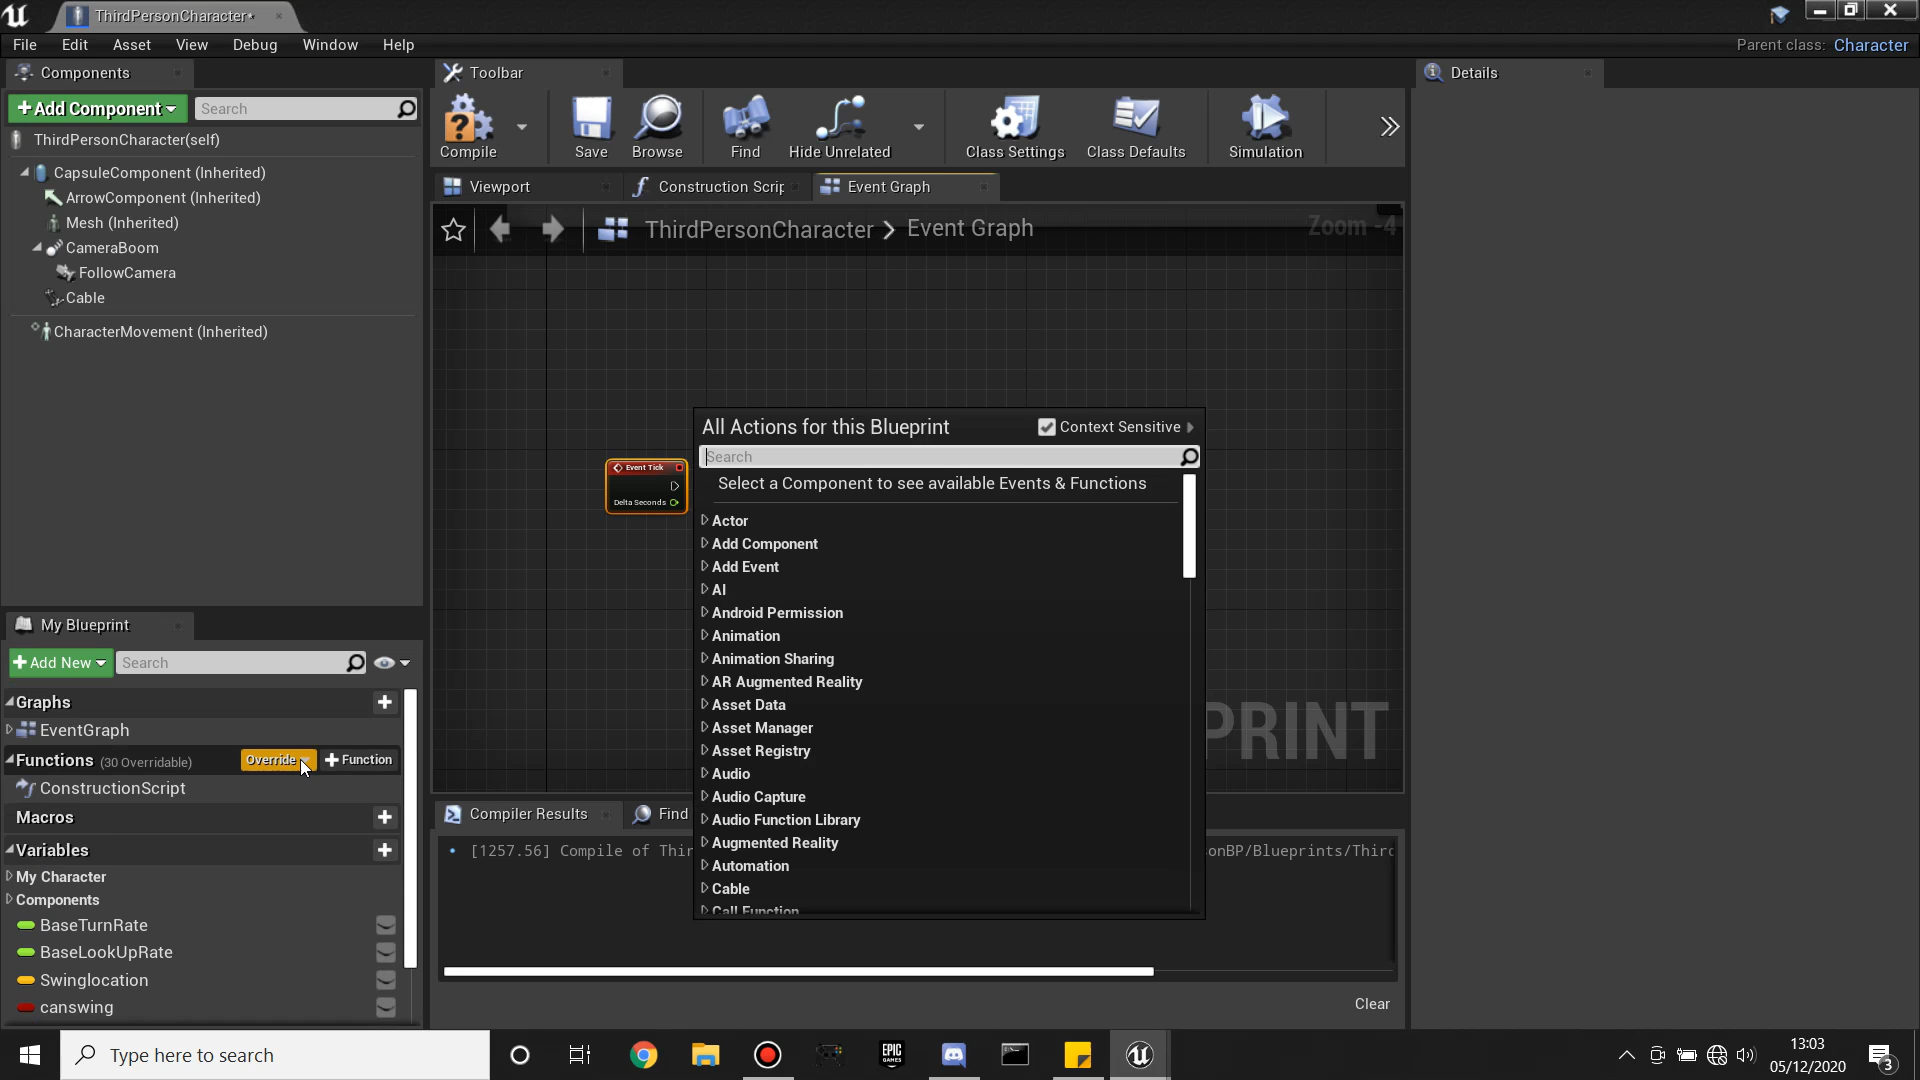 ThirdPersonCharacter*
File Edit Asset View Debug Window Help
Parent class: Character
Components
Toolbar
Details
Add Component
Search
Compile
Save
Browse
Find
Hide Unrelated
Class Settings
Class Defaults
Simulation
ThirdPersonCharacter(self)
CapsuleComponent (Inherited)
ArrowComponent (Inherited)
Mesh (Inherited)
CameraBoom
FollowCamera
Cable
CharacterMovement (Inherited)
Viewport
Construction Scrip
Event Graph
ThirdPersonCharacter > Event Graph
Zoom -4
Event Tick
Delta Seconds
All Actions for this Blueprint
Context Sensitive
Search
Select a Component to see available Events & Functions
Actor
Add Component
Add Event
AI
Android Permission
Animation
Animation Sharing
AR Augmented Reality
Asset Data
Asset Manager
Asset Registry
Audio
Audio Capture
Audio Function Library
Augmented Reality
Automation
Cable
Call Function
PRINT
My Blueprint
Add New
Search
Graphs
EventGraph
Functions (30 Overridable)
Override
Function
ConstructionScript
Macros
Variables
My Character
Components
BaseTurnRate
BaseLookUpRate
Swinglocation
canswing
Compiler Results
Find
[1257.56] Compile of Thir
onBP/Blueprints/Third
Clear
Type here to search
EPIC
GAMES
13:03
05/12/2020
3